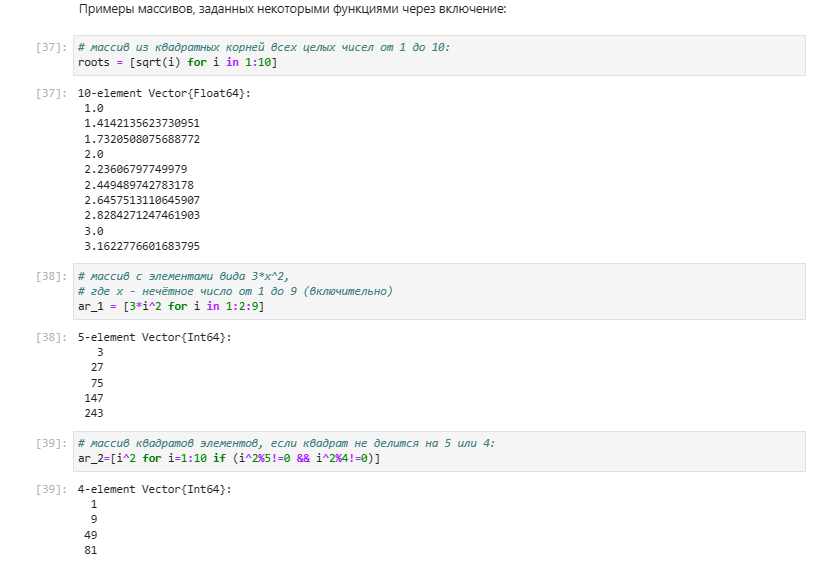 Примеры массивов, заданных некоторыми функциями через включение:
[37]: # массив из квадратных корней всех целых чисел от 1 до 10:
roots = [sqrt(i) for i in 1:10]
[37]: 10-element Vector{Float64}:
1.0
1.4142135623730951
1.7320508075688772
2.0
2.23606797749979
2.449489742783178
2.6457513110645907
2.8284271247461903
3.0
3.1622776601683795
[38]: # массив с элементами вида 3*x^2,
# где x - нечётное число от 1 до 9 (включительно)
ar_1 = [3*i^2 for i in 1:2:9]
[38]: 5-element Vector{Int64}:
3
27
75
147
243
[39]: # массив квадратов элементов, если квадрат не делится на 5 или 4:
ar_2=[i^2 for i=1:10 if (i^2%5!=0 && i^2%4!=0)]
[39]: 4-element Vector{Int64}:
1
9
49
81